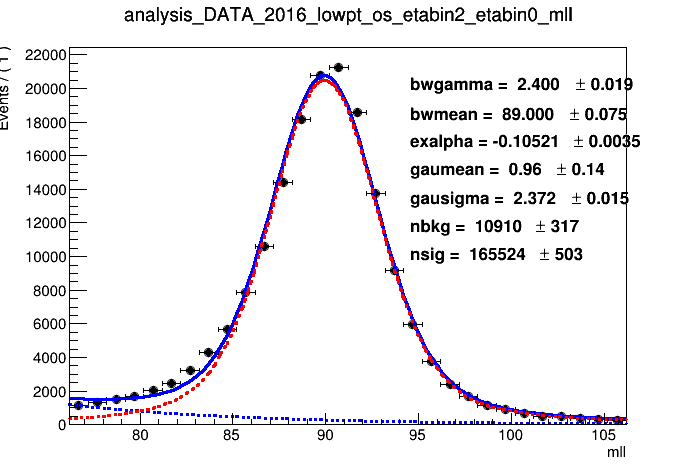 analysis_DATA_2016_lowpt_os_etabin2_etabin0_mll
Events / ( 1 )
22000
20000
18000
16000
14000
12000
10000
8000
6000
4000
2000
0
bwgamma = 2.400 ± 0.019
bwmean = 89.000 ± 0.075
exalpha = -0.10521 ± 0.0035
gaumean = 0.96 ± 0.14
gausigma = 2.372 ± 0.015
nbkg = 10910 ± 317
nsig = 165524 ± 503
80 85 90 95 100 105
mll